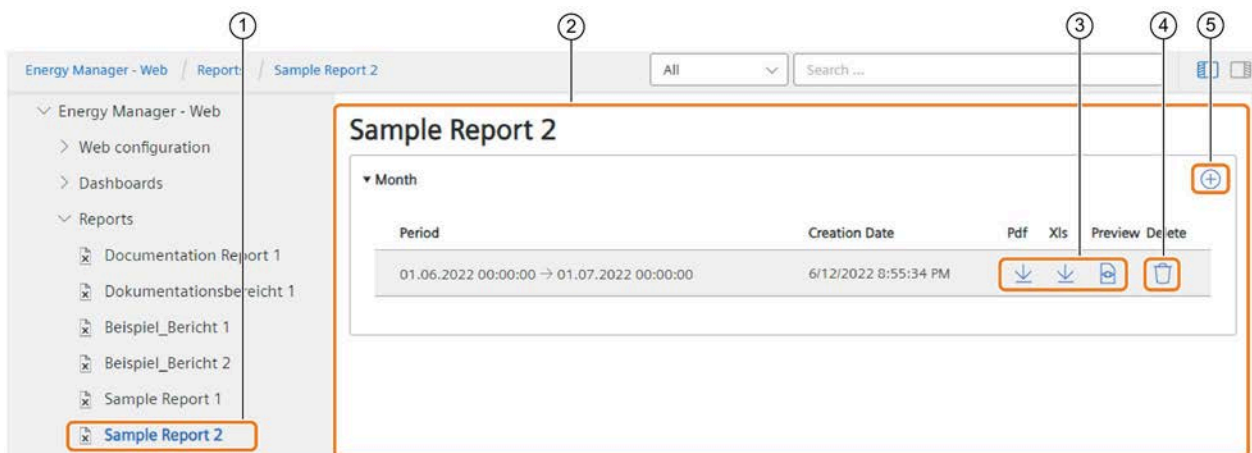 1 2 3 4 5
Energy Manager - Web / Reports / Sample Report 2 All Search ...
Energy Manager - Web
Web configuration
Dashboards
Reports
Documentation Report 1
Dokumentationsbereicht 1
Beispiel_Bericht 1
Beispiel_Bericht 2
Sample Report 1
Sample Report 2
Sample Report 2
Month
Period Creation Date Pdf Xls Preview Delete
01.06.2022 00:00:00 → 01.07.2022 00:00:00 6/12/2022 8:55:34 PM